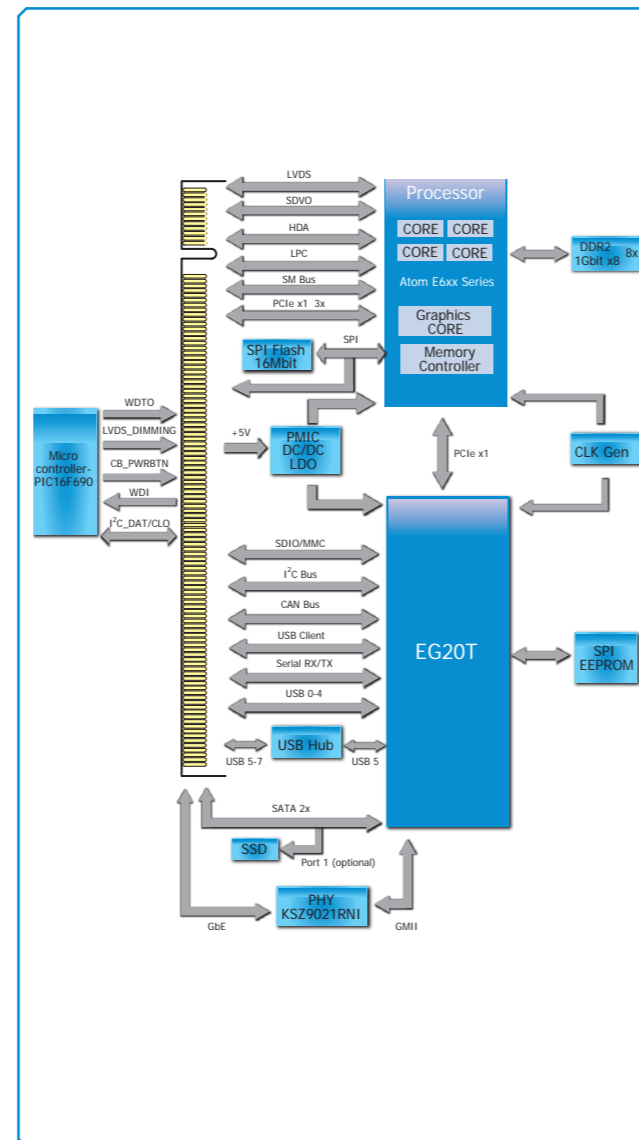 LVDS
SDVO
HDA
LPC
SM Bus
PCIe x1 3x
Processor
CORE CORE
CORE CORE
Atom E6xx Series
Graphics
CORE
Memory
Controller
DDR2
1Gbit x8 8x
SPI Flash
16Mbit
SPI
WDTO
LVDS_DIMMING
CB_PWRBTN
WDI
I²C_DAT/CLO
Micro
controller-
PIC16F690
+5V
PMIC
DC/DC
LDO
PCIe x1
CLK Gen
SDIO/MMC
I²C Bus
CAN Bus
USB Client
Serial RX/TX
USB 0-4
USB Hub
USB 5-7
USB 5
EG20T
SPI
EEPROM
SATA 2x
SSD
Port 1 (optional)
PHY
KSZ9021RNI
GbE
GMII